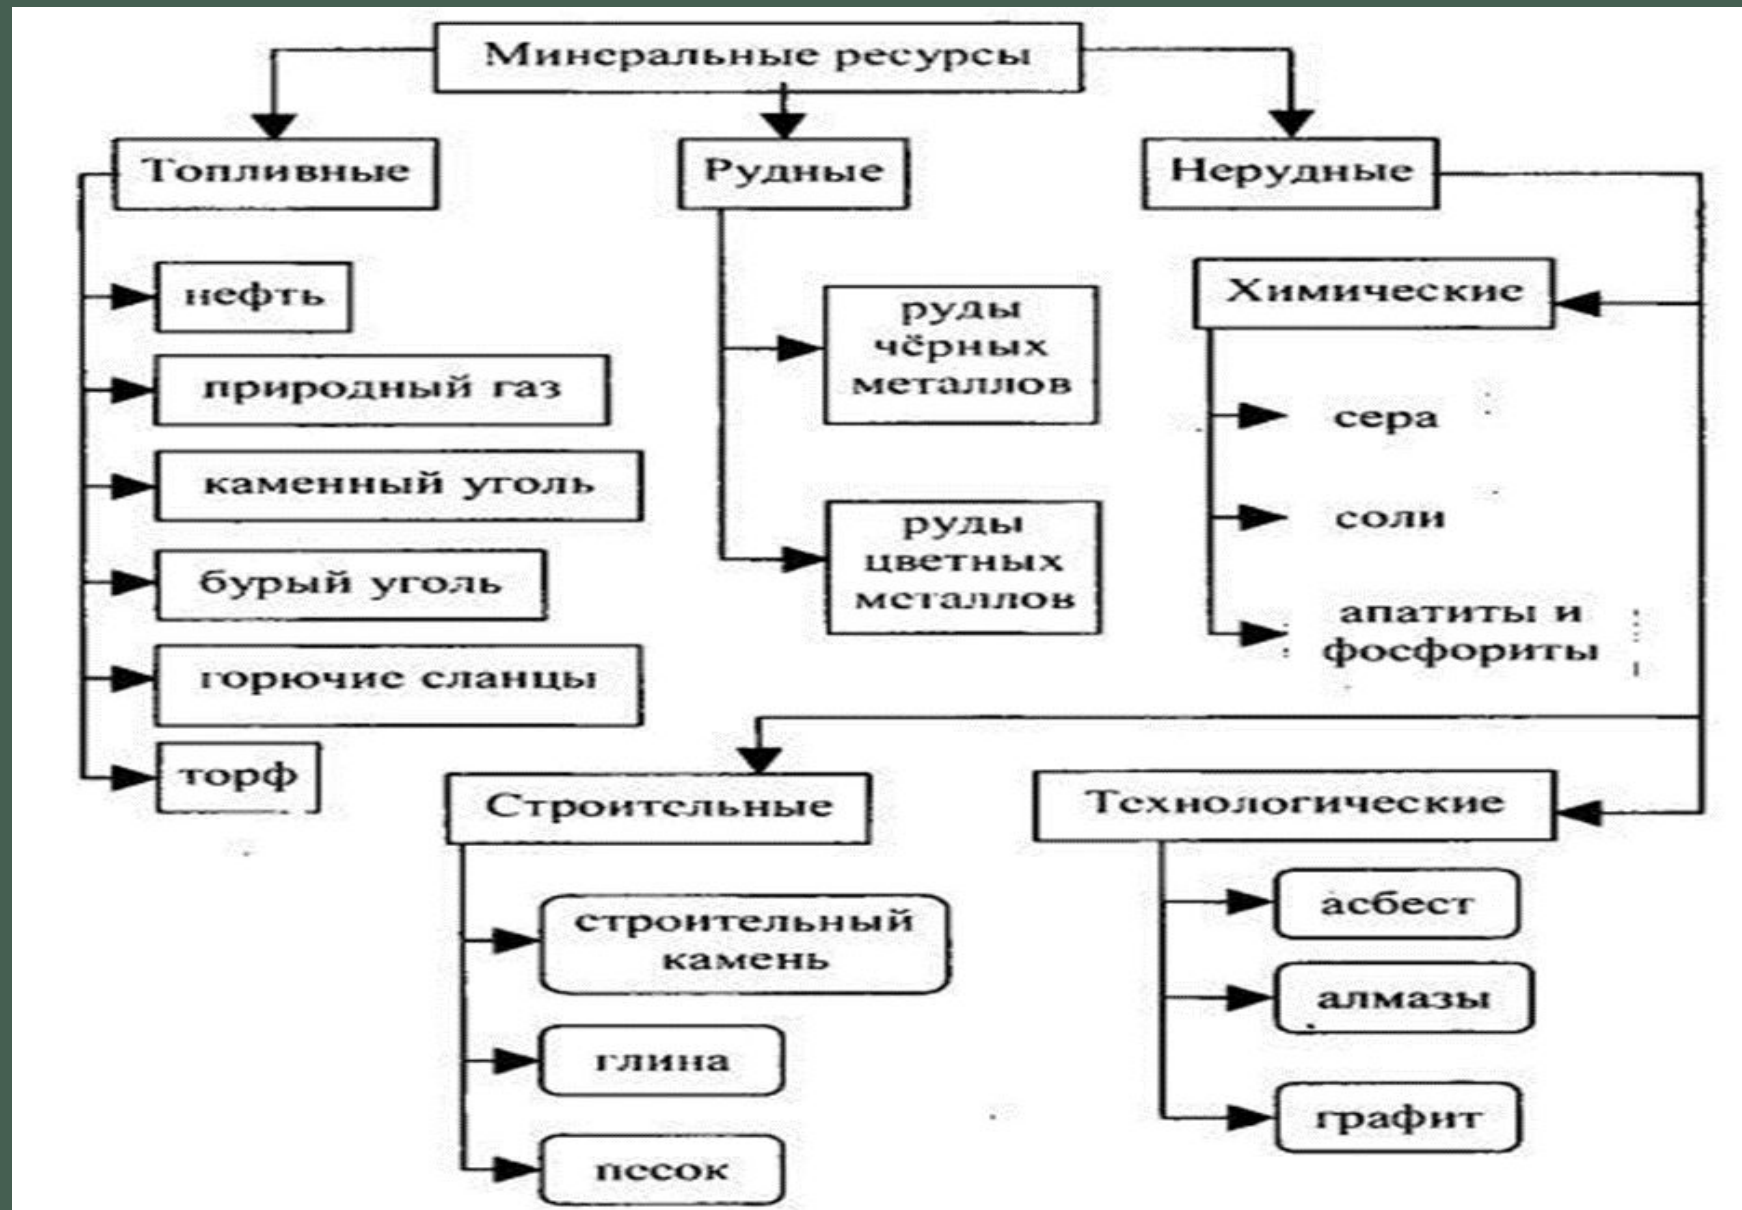 Минеральные ресурсы
Топливные
Рудные
Нерудные
нефть
природный газ
каменный уголь
бурый уголь
горючие сланцы
торф
руды
чёрных
металлов
руды
цветных
металлов
Химические
сера
соли
апатиты и
фосфориты
Строительные
строительный
камень
глина
песок
Технологические
асбест
алмазы
графит